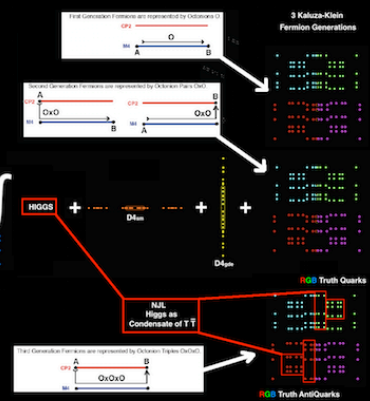 First Generation Fermions are represented by Octonions O
CP2
O
M4
A B
3 Kaluza-Klein
Fermion Generations
Second Generation Fermions are represented by Octonion Pairs OxO
A B
CP2 CP2
OxO OxO
M4 M4
B A
HIGGS + + +
D4sm
D4gde
RGB Truth Quarks
NJL
Higgs as
Condensate of T T
Third Generation Fermions are represented by Octonion Triples OxOxO
A B
CP2
OxOxO
M4
RGB Truth AntiQuarks